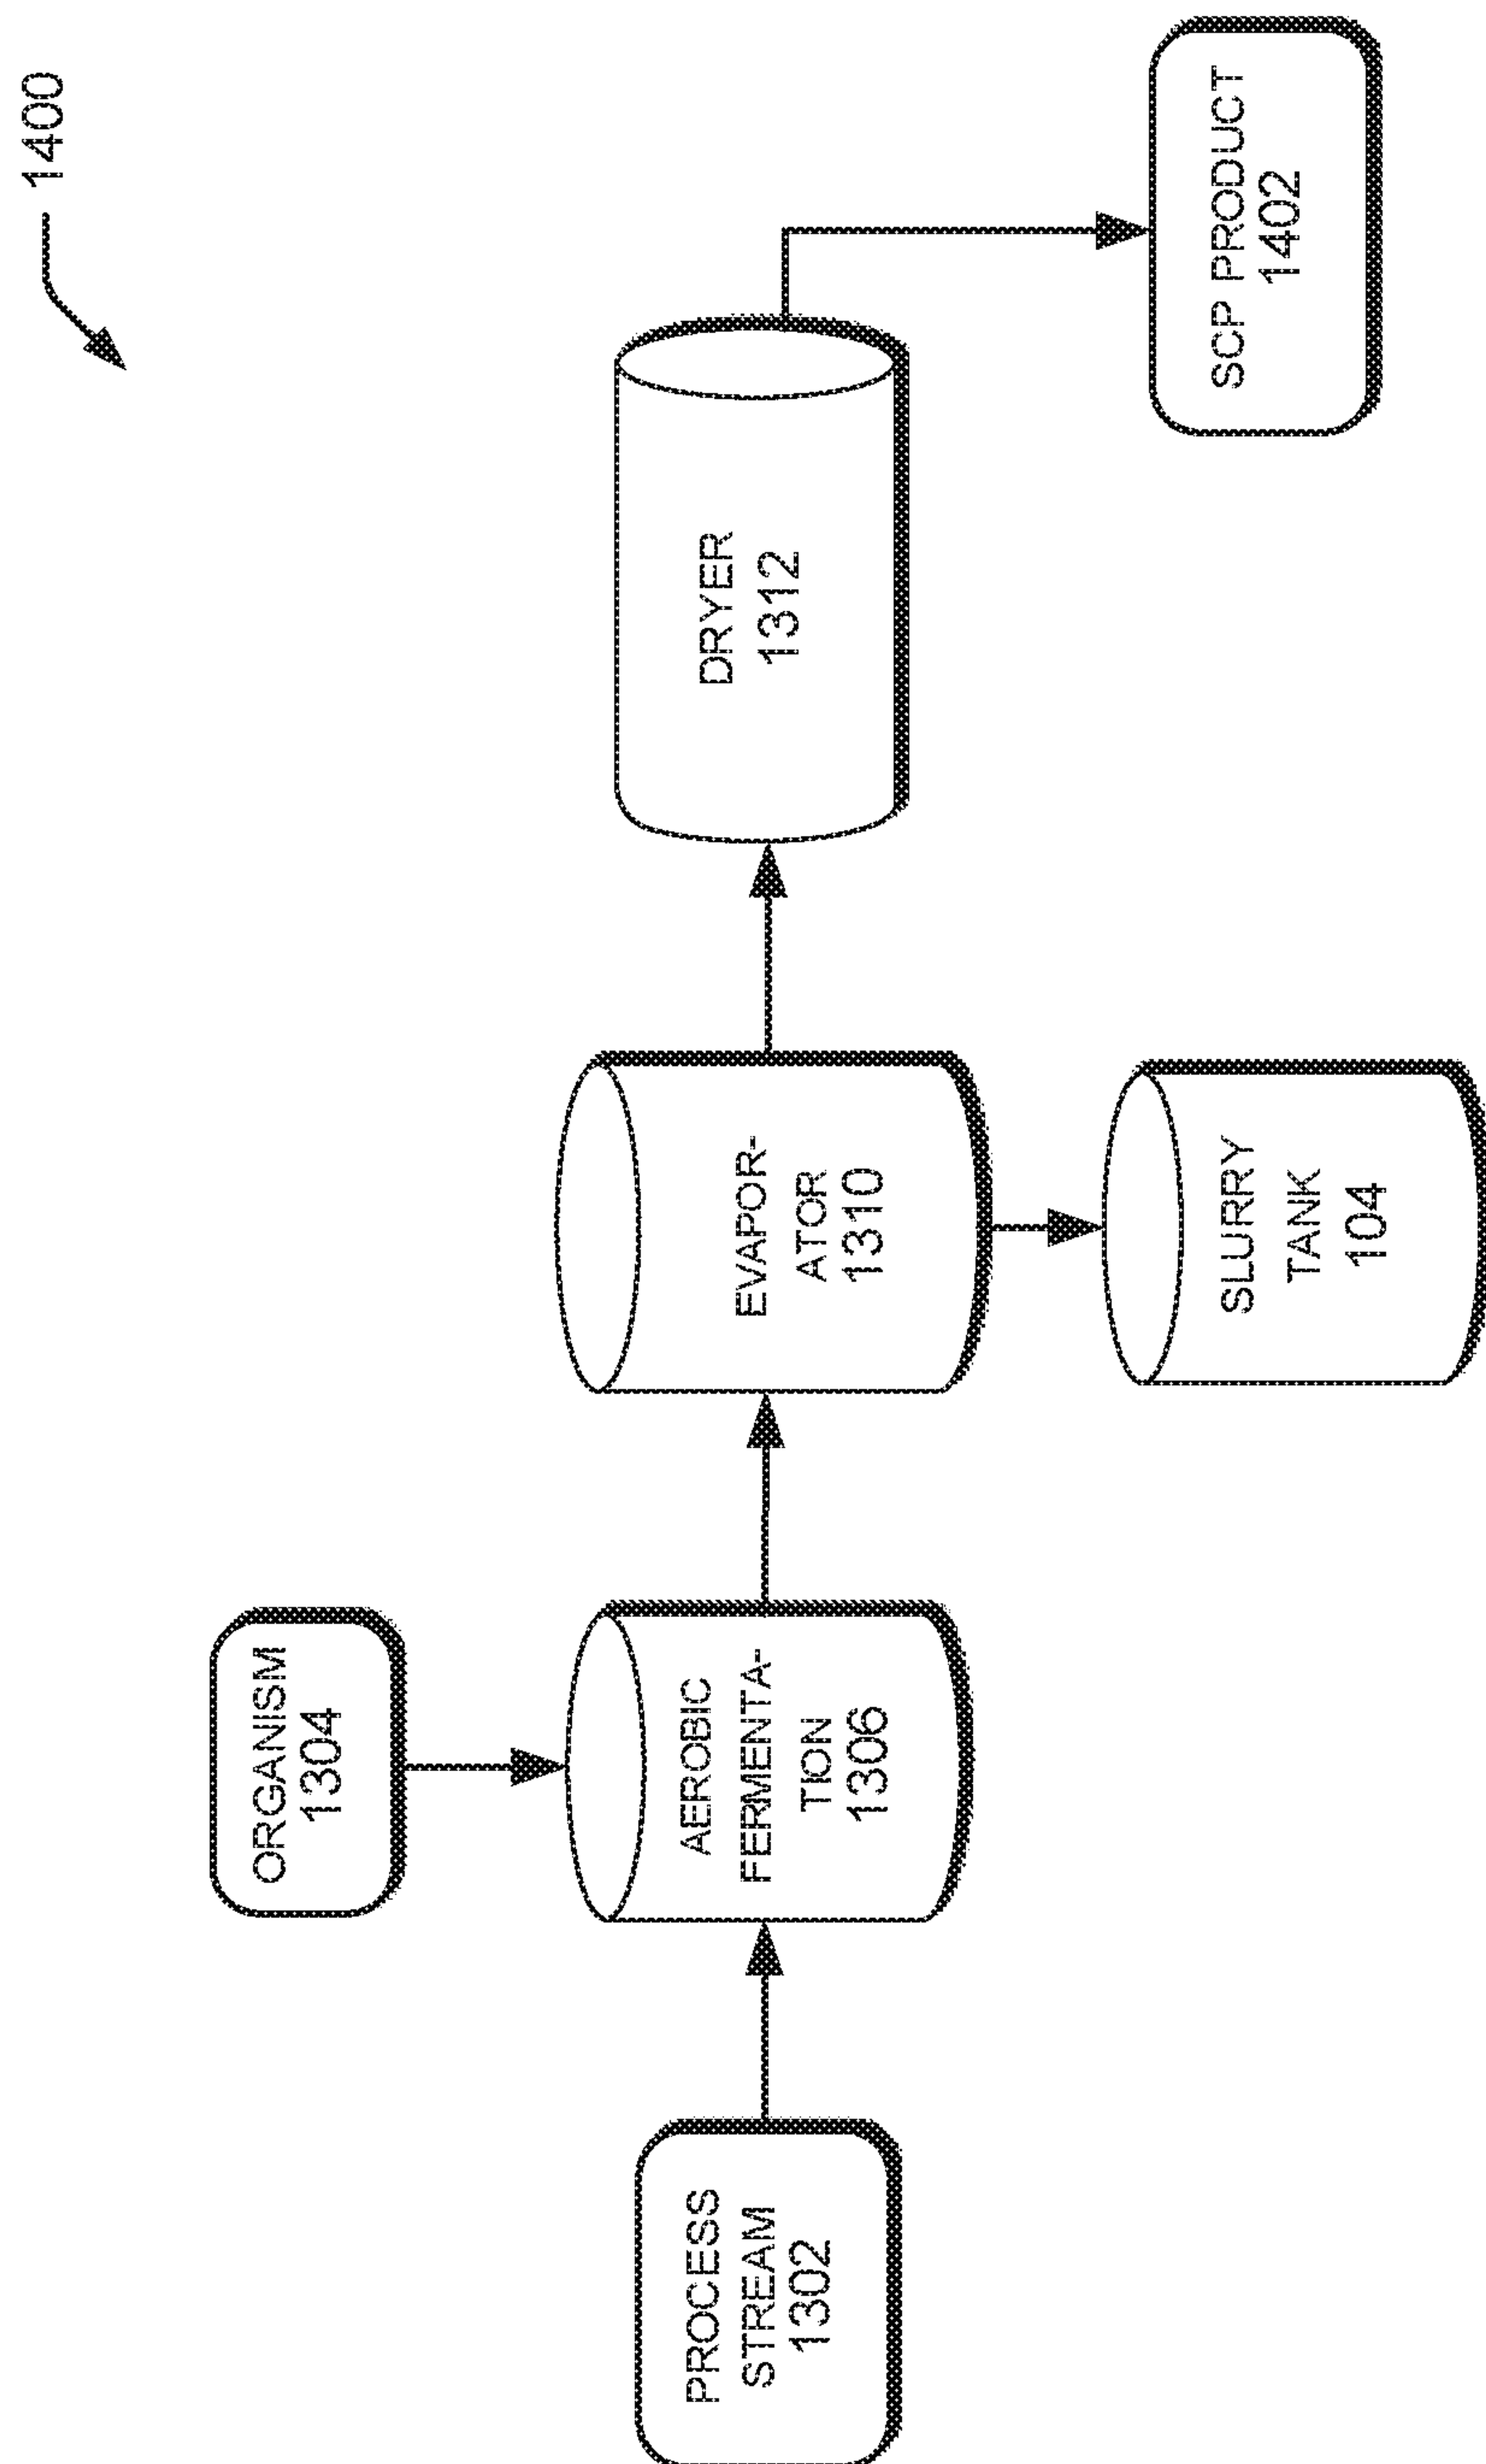 1400
ORGANISM
1304
PROCESS
STREAM
1302
AEROBIC
FERMENTA-
TION
1306
EVAPOR-
ATOR
1310
DRYER
1312
SLURRY
TANK
104
SCP PRODUCT
1402